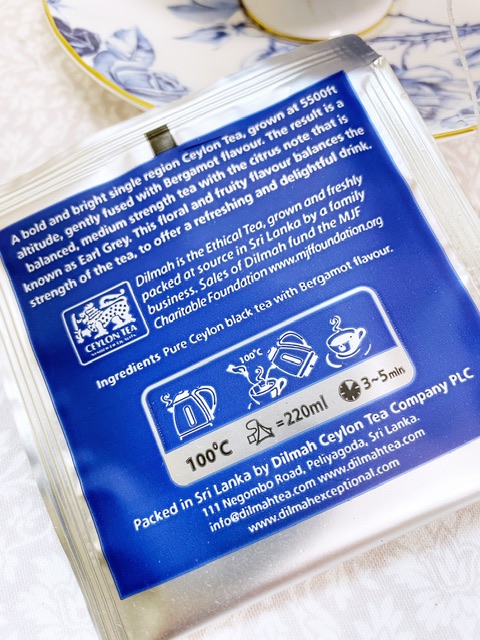 A bold and bright single region Ceylon Tea, grown at 5500ft
altitude, gently fused with Bergamot flavour. The result is a
balanced, medium strength tea with the citrus note that is
known as Earl Grey. This floral and fruity flavour balances the
strength of the tea, to offer a refreshing and delightful drink.
Dilmah is the Ethical Tea, grown and freshly
packed at source in Sri Lanka by a family
business. Sales of Dilmah fund the MJF
Charitable Foundation www.mjffoundation.org
CEYLON TEA
Ingredients Pure Ceylon black tea with Bergamot flavour.
100°C
100°C
=220ml
3~5min
Packed in Sri Lanka by Dilmah Ceylon Tea Company PLC
111 Negombo Road, Peliyagoda, Sri Lanka.
info@dilmahtea.com www.dilmahtea.com
www.dilmahexceptional.com